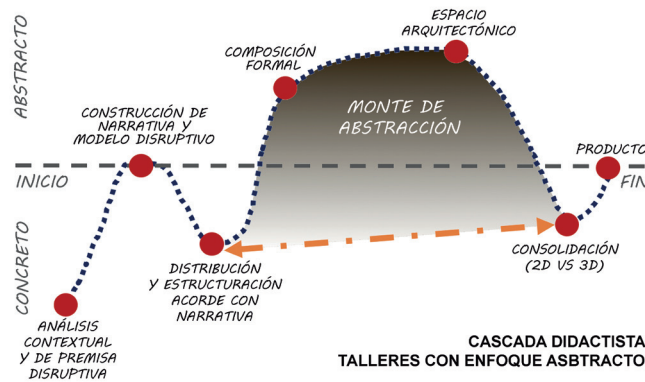 ESPACIO
ARQUITECTÓNICO
COMPOSICIÓN
FORMAL
ABSTRACTO
MONTE DE
ABSTRACCIÓN
CONSTRUCCIÓN DE
NARRATIVA Y
MODELO DISRUPTIVO
PRODUCTO
INICIO
FIN
CONCRETO
DISTRIBUCIÓN
Y ESTRUCTURACIÓN
ACORDE CON
NARRATIVA
CONSOLIDACIÓN
(2D VS 3D)
ANÁLISIS
CONTEXTUAL
Y DE PREMISA
DISRUPTIVA
CASCADA DIDACTISTA
TALLERES CON ENFOQUE ASBTRACTO